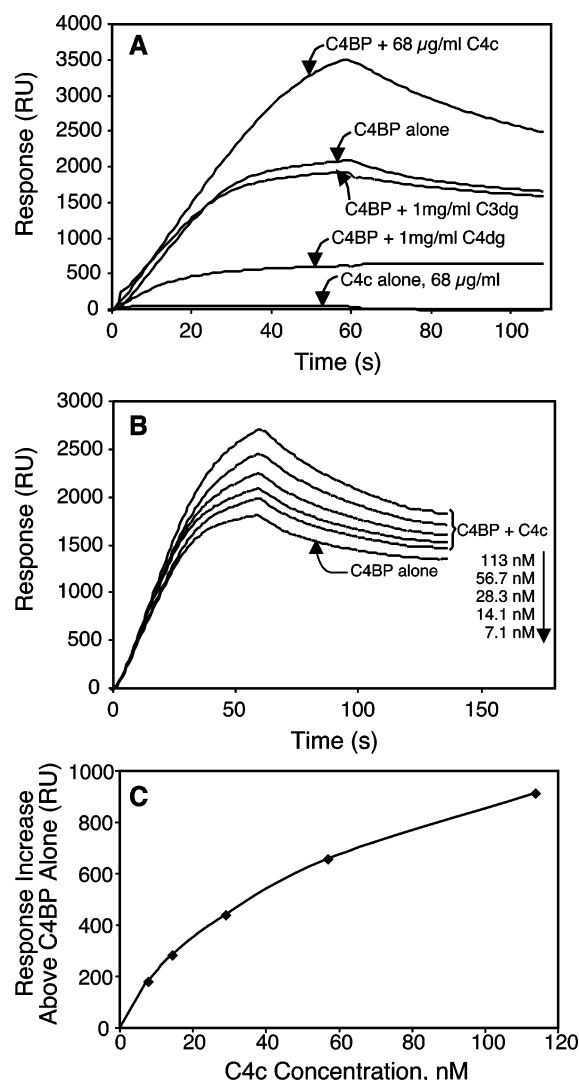 A
4000
3500
3000
2500
2000
1500
1000
500
0
Response (RU)
C4BP + 68 µg/ml C4c
C4BP alone
C4BP + 1mg/ml C3dg
C4BP + 1mg/ml C4dg
C4c alone, 68 µg/ml
0 20 40 60 80 100
Time (s)
B
3000
2500
2000
1500
1000
500
0
Response (RU)
C4BP + C4c
C4BP alone
113 nM
56.7 nM
28.3 nM
14.1 nM
7.1 nM
0 50 100 150
Time (s)
C
1000
800
600
400
200
0
Response Increase
Above C4BP Alone (RU)
0 20 40 60 80 100 120
C4c Concentration, nM